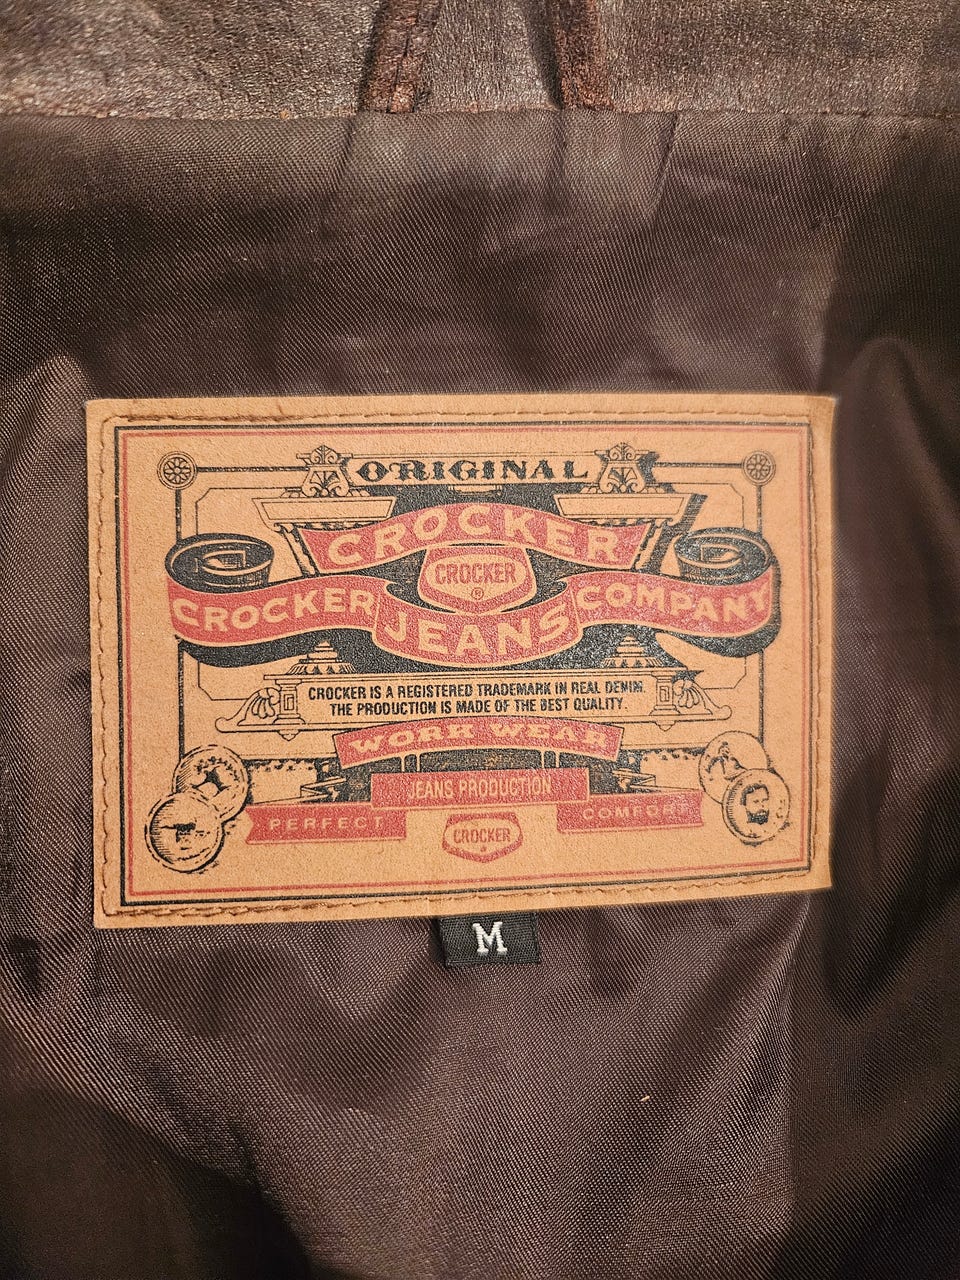 ORIGINAL
CROCKER
CROCKER ®
CROCKER JEANS COMPANY
CROCKER IS A REGISTERED TRADEMARK IN REAL DENIM.
THE PRODUCTION IS MADE OF THE BEST QUALITY.
WORK WEAR
JEANS PRODUCTION
PERFECT COMFORT
CROCKER
M